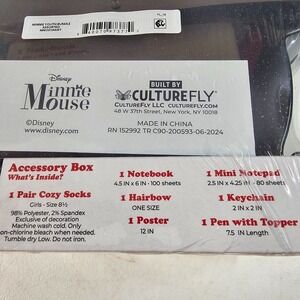 MINNIE YOUTH BUNDLE
ASSORTED
Disney
Minnie
Mouse
©Disney
www.disney.com
BUILT BY
CULTUREFLY
CULTUREFLY LLC CULTUREFLY.COM
48 W 37th Street, New York, NY 10018
MADE IN CHINA
RN 152992 TR C90-200593-06-2024
Accessory Box
What's Inside?
1 Pair Cozy Socks
Girls - Size 8½
98% Polyester, 2% Spandex
Exclusive of decoration
Machine wash cold. Only
on-chlorine bleach when needed.
Tumble dry Low. Do not iron.
1 Notebook
4.5 IN x 6 IN - 100 sheets
1 Hairbow
ONE SIZE
1 Poster
12 IN
1 Mini Notepad
2.5 IN x 4.25 IN - 80 sheets
1 Keychain
2 IN x 2 IN
1 Pen with Topper
7.5 IN Length